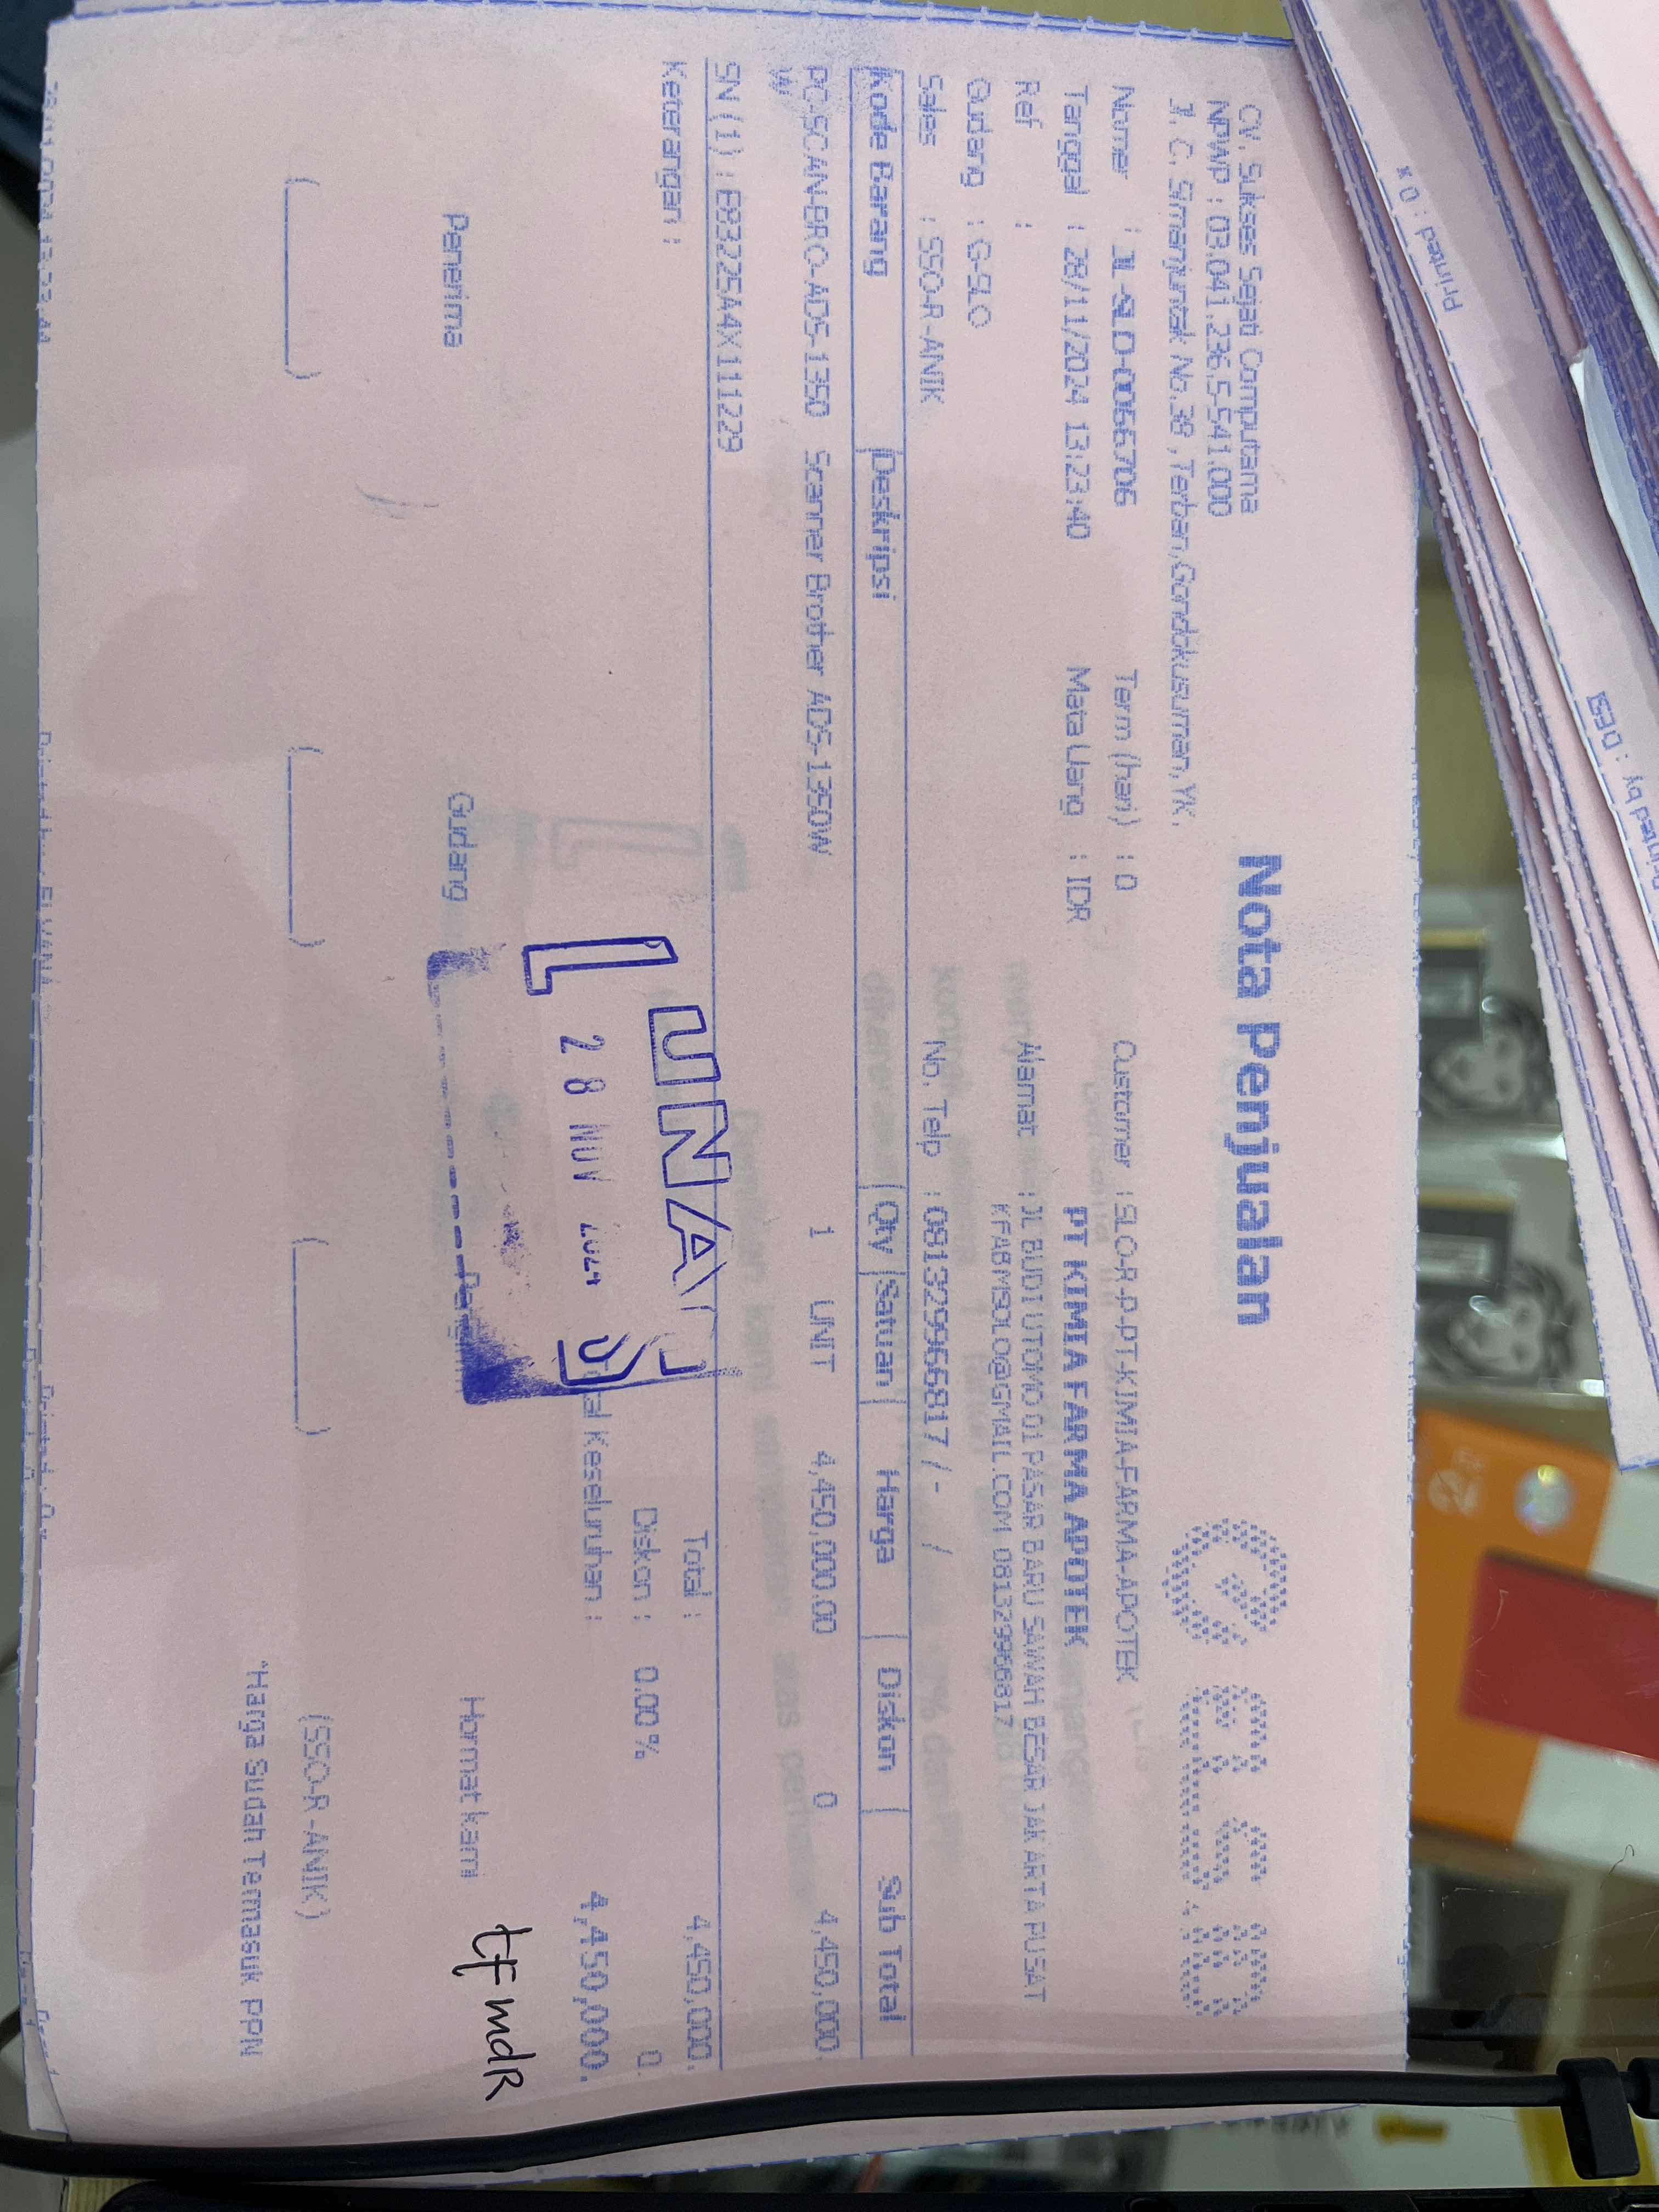 Nota Penjualan
CV. Sukses Sejati Computama
NPWP : 03.041.236.5-541.000
Jl. C. Simanjuntak No.38 ,Terban,Gondokusuman,YK.
ELSO
Nomer : JL-SLO-0066706
Term (hari) : 0
Customer : SLO-R-P-PT-KIMIA-FARMA-APOTEK
Tanggal : 28/11/2024 13:23:40
Mata Uang : IDR
PT KIMIA FARMA APOTEK
Ref :
Alamat : JL BUDI UTOMO 01 PASAR BARU SAWAH BESAR JAKARTA PUSAT
KFABMSOLO@GMAIL.COM 081329966817
Gudang : G-SLO
Sales : SSO-R-ANIK
No. Telp : 081329966817 / - /
Kode Barang Deskripsi Qty Satuan Harga Diskon Sub Total
PC-SCAN-BRO-ADS-1350 Scanner Brother ADS-1350W 1 UNIT 4,450,000.00 0 4,450,000.
W
SN (1) : E83225A4X111229
Keterangan :
Total : 4,450,000.
Diskon : 0.00 % 0.
al Keseluruhan : 4,450,000.
LUNAS
28 NOV 2024
Penerima Gudang Hormat kami
tF mdR
(SSO-R-ANIK)
*Harga Sudah Termasuk PPN
Printed : 0 x
Printed by : DESI